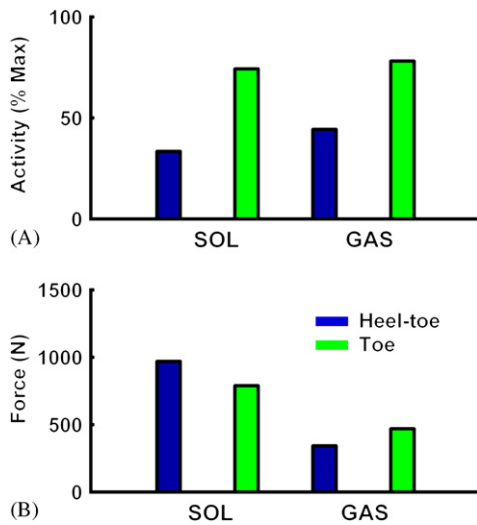 100
50
0
Activity (% Max)
(A)
SOL GAS
1500
1000
500
0
Force (N)
Heel-toe
Toe
(B)
SOL GAS